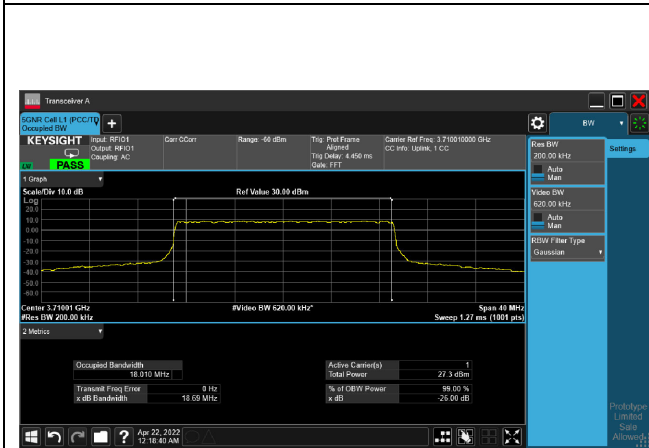 Transceiver A
5GNR Cell L1 (PCC/TD
Occupied BW
KEYSIGHT
LW
PASS
Input: RFIO1
Output: RFIO1
Coupling: AC
Corr CCorr
Range: -60 dBm
Trig: Prot Frame
Aligned
Trig Delay: 4.450 ms
Gate: FFT
Carrier Ref Freq: 3.710010000 GHz
CC Info: Uplink, 1 CC
BW
Res BW
200.00 kHz
Auto
Man
Video BW
620.00 kHz
Auto
Man
RBW Filter Type
Gaussian
Settings
1 Graph
Scale/Div 10.0 dB
Ref Value 30.00 dBm
Log
20.0
10.0
0.00
-10.0
-20.0
-30.0
-40.0
-50.0
-60.0
Center 3.71001 GHz
#Video BW 620.00 kHz*
Span 40 MHz
#Res BW 200.00 kHz
Sweep 1.27 ms (1001 pts)
2 Metrics
Occupied Bandwidth
18.010 MHz
Active Carrier(s) 1
Total Power 27.3 dBm
Transmit Freq Error 0 Hz
x dB Bandwidth 18.69 MHz
% of OBW Power 99.00 %
x dB -26.00 dB
Prototype
Limited
Sale
Allowed
Apr 22, 2022
12:18:40 AM